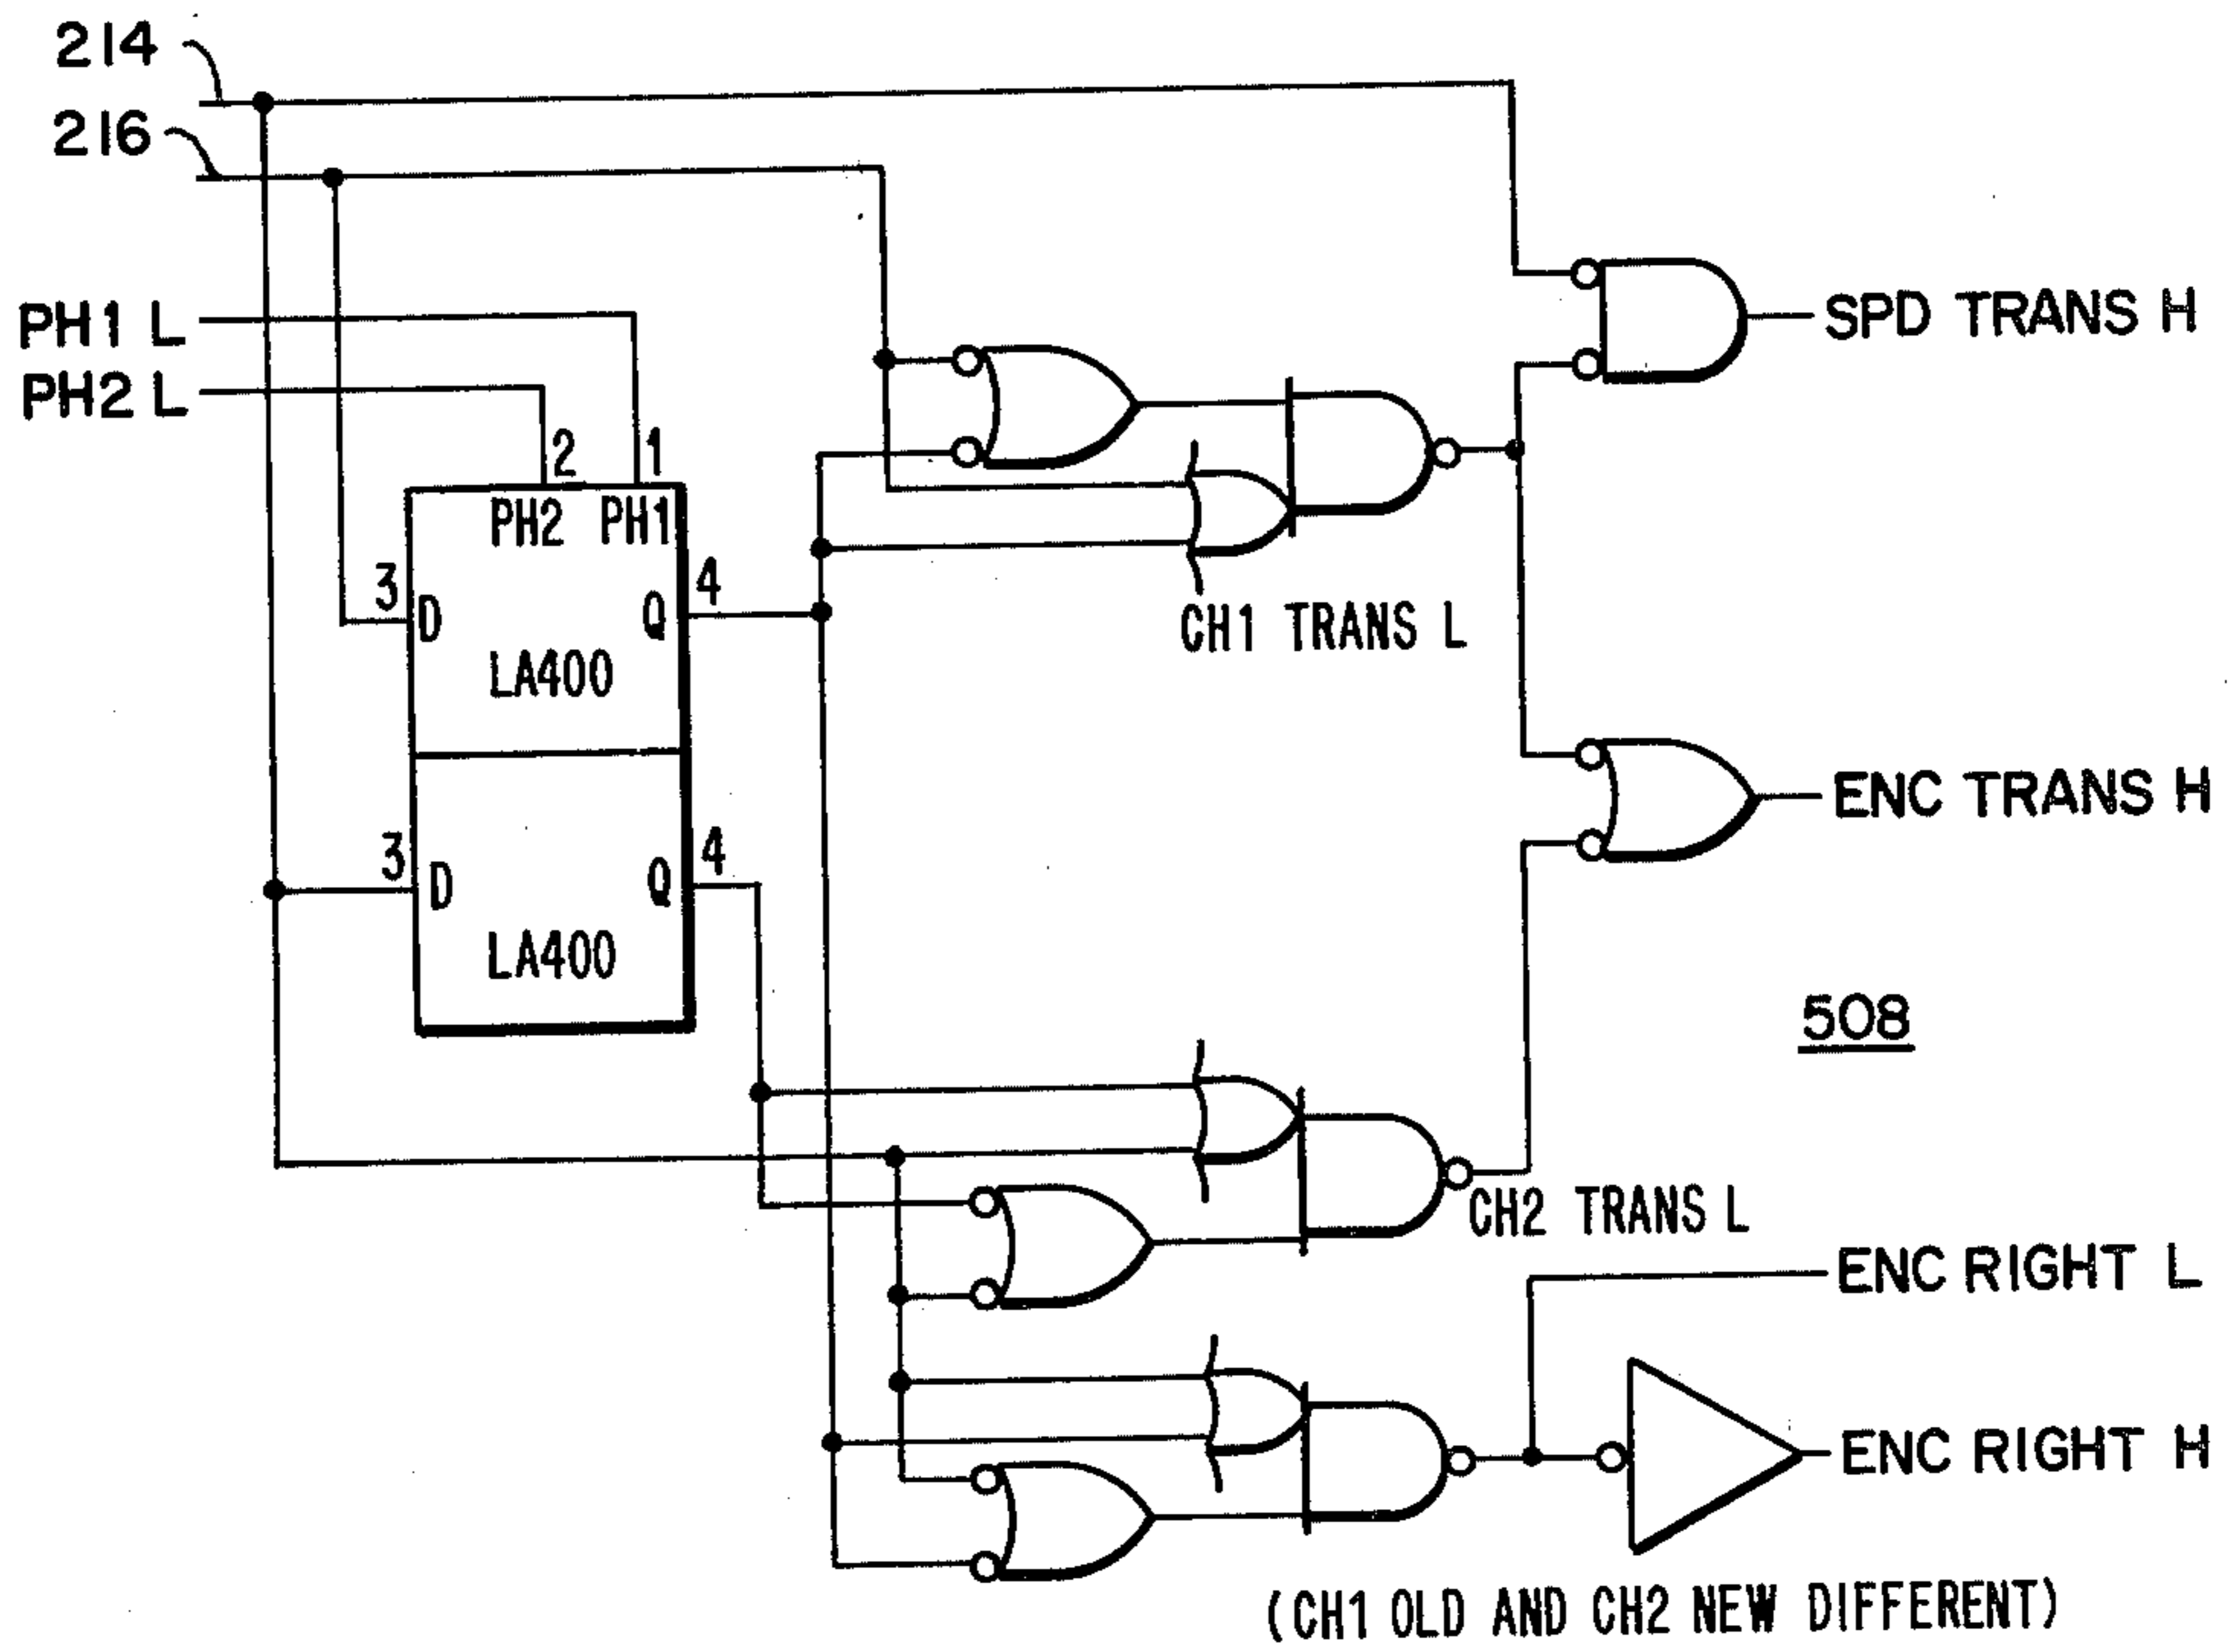 214
216
PH1 L
PH2 L
SPD TRANS H
2
1
PH2 PH1
3
D
Q
4
LA400
CH1 TRANS L
ENC TRANS H
3
D
Q
4
LA400
508
CH2 TRANS L
ENC RIGHT L
ENC RIGHT H
(CH1 OLD AND CH2 NEW DIFFERENT)